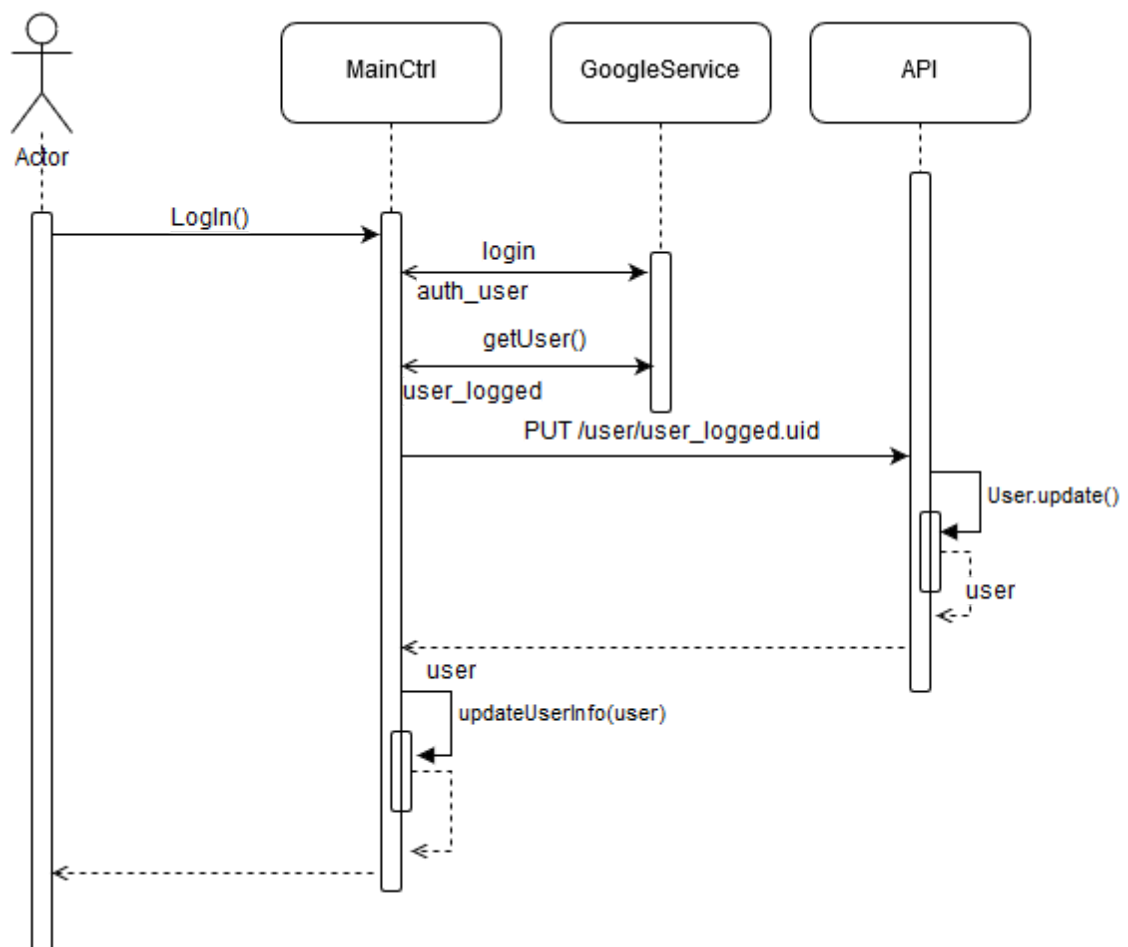 MainCtrl
GoogleService
API
Actor
LogIn()
login
auth_user
getUser()
user_logged
PUT /user/user_logged.uid
User.update()
user
user
updateUserInfo(user)